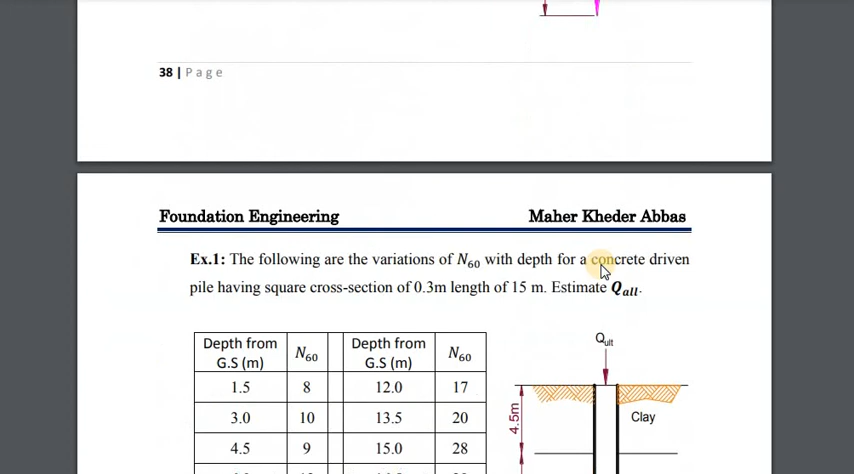 38 | Page
Foundation Engineering Maher Kheder Abbas
Ex.1: The following are the variations of N60 with depth for a concrete driven
pile having square cross-section of 0.3m length of 15 m. Estimate Qall.
Depth from G.S (m) N60 Depth from G.S (m) N60
1.5 8 12.0 17
3.0 10 13.5 20
4.5 9 15.0 28
Qult
4.5m
Clay